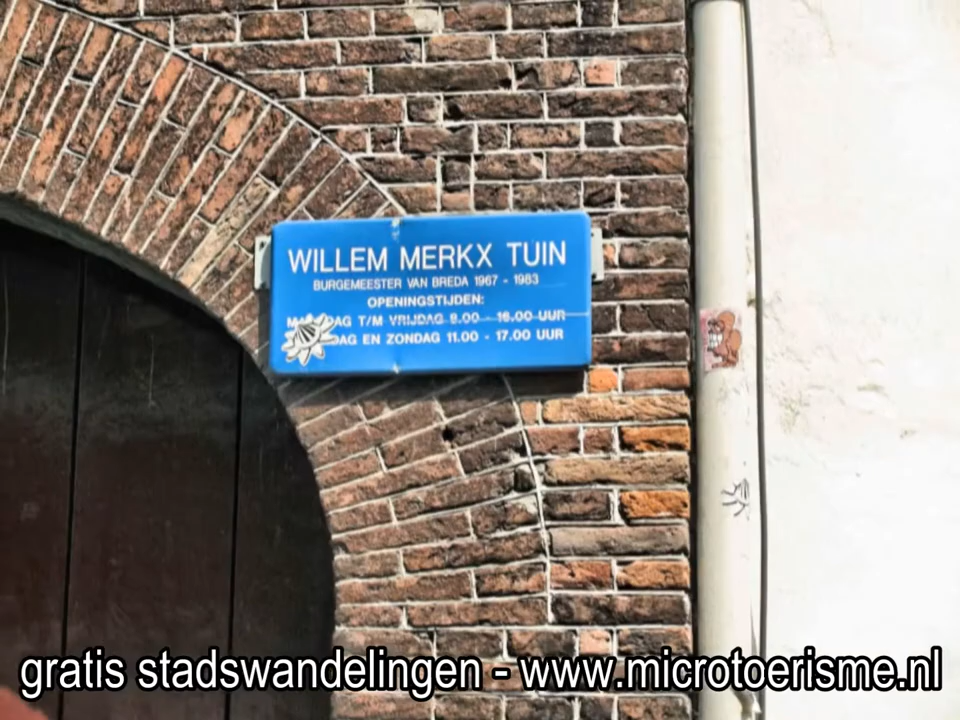 WILLEM MERKX TUIN
BURGEMEESTER VAN BREDA 1967 - 1983
OPENINGSTIJDEN:
T/M VRIJDAG 8.00 - 16.00 UUR
EN ZONDAG 11.00 - 17.00 UUR
gratis stadswandelingen - www.microtoerisme.nl